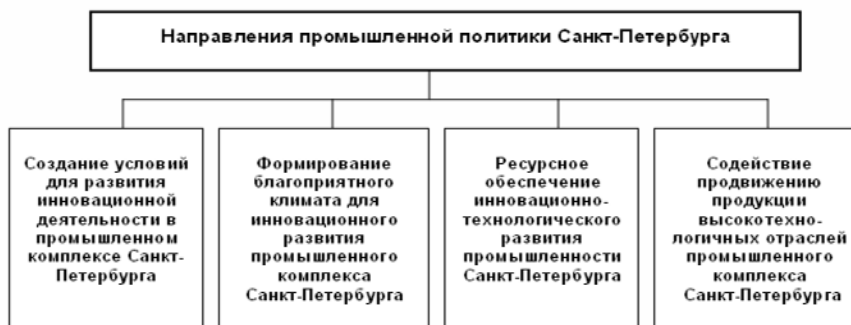 Направления промышленной политики Санкт-Петербурга
Создание условий
для развития
инновационной
деятельности в
промышленном
комплексе Санкт-
Петербурга
Формирование
благоприятного
климата для
инновационного
развития
промышленного
комплекса
Санкт-Петербурга
Ресурсное
обеспечение
инновационно-
технологического
развития
промышленности
Санкт-Петербурга
Содействие
продвижению
продукции
высокотехно-
логичных отраслей
промышленного
комплекса
Санкт-Петербурга